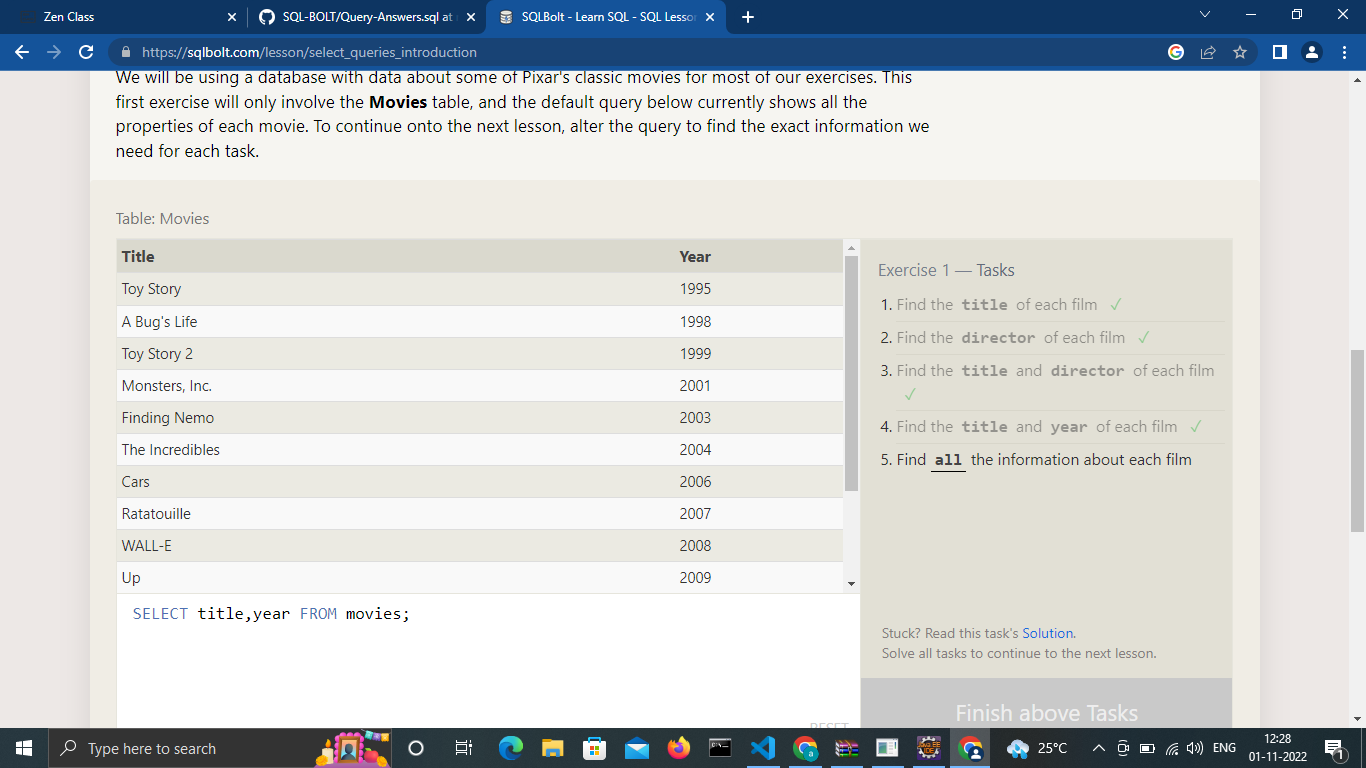 Zen Class
SQL-BOLT/Query-Answers.sql at
SQLBolt - Learn SQL - SQL Lesson
https://sqlbolt.com/lesson/select_queries_introduction
We will be using a database with data about some of Pixar's classic movies for most of our exercises. This
first exercise will only involve the Movies table, and the default query below currently shows all the
properties of each movie. To continue onto the next lesson, alter the query to find the exact information we
need for each task.
Table: Movies
Title Year
Toy Story 1995
A Bug's Life 1998
Toy Story 2 1999
Monsters, Inc. 2001
Finding Nemo 2003
The Incredibles 2004
Cars 2006
Ratatouille 2007
WALL-E 2008
Up 2009
SELECT title,year FROM movies;
RESET
Exercise 1 — Tasks
1. Find the title of each film ✓
2. Find the director of each film ✓
3. Find the title and director of each film
✓
4. Find the title and year of each film ✓
5. Find all the information about each film
Stuck? Read this task's Solution.
Solve all tasks to continue to the next lesson.
Finish above Tasks
Type here to search
25°C
ENG
12:28
01-11-2022
1